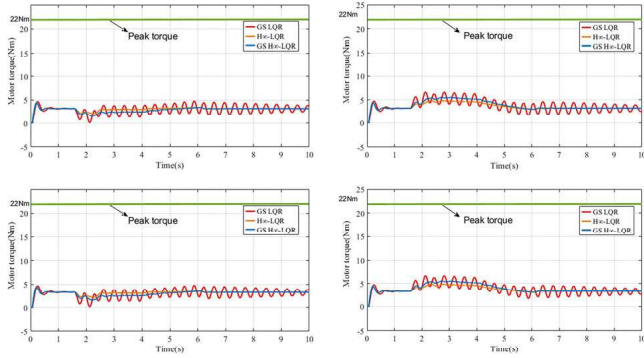 22Nm
20
15
10
5
0
-5
Motor torque(Nm)
Peak torque
GS LQR
H∞-LQR
GS H∞-LQR
0 1 2 3 4 5 6 7 8 9 10
Time(s)
25
22Nm
20
15
10
5
0
-5
Motor torque(Nm)
Peak torque
GS LQR
H∞-LQR
GS H∞-LQR
0 1 2 3 4 5 6 7 8 9 10
Time(s)
22Nm
20
15
10
5
0
-5
Motor torque(Nm)
Peak torque
GS LQR
H∞-LQR
GS H∞-LQR
0 1 2 3 4 5 6 7 8 9 10
Time(s)
25
22Nm
20
15
10
5
0
-5
Motor torque(Nm)
Peak torque
GS LQR
H∞-LQR
GS H∞-LQR
0 1 2 3 4 5 6 7 8 9 10
Time(s)